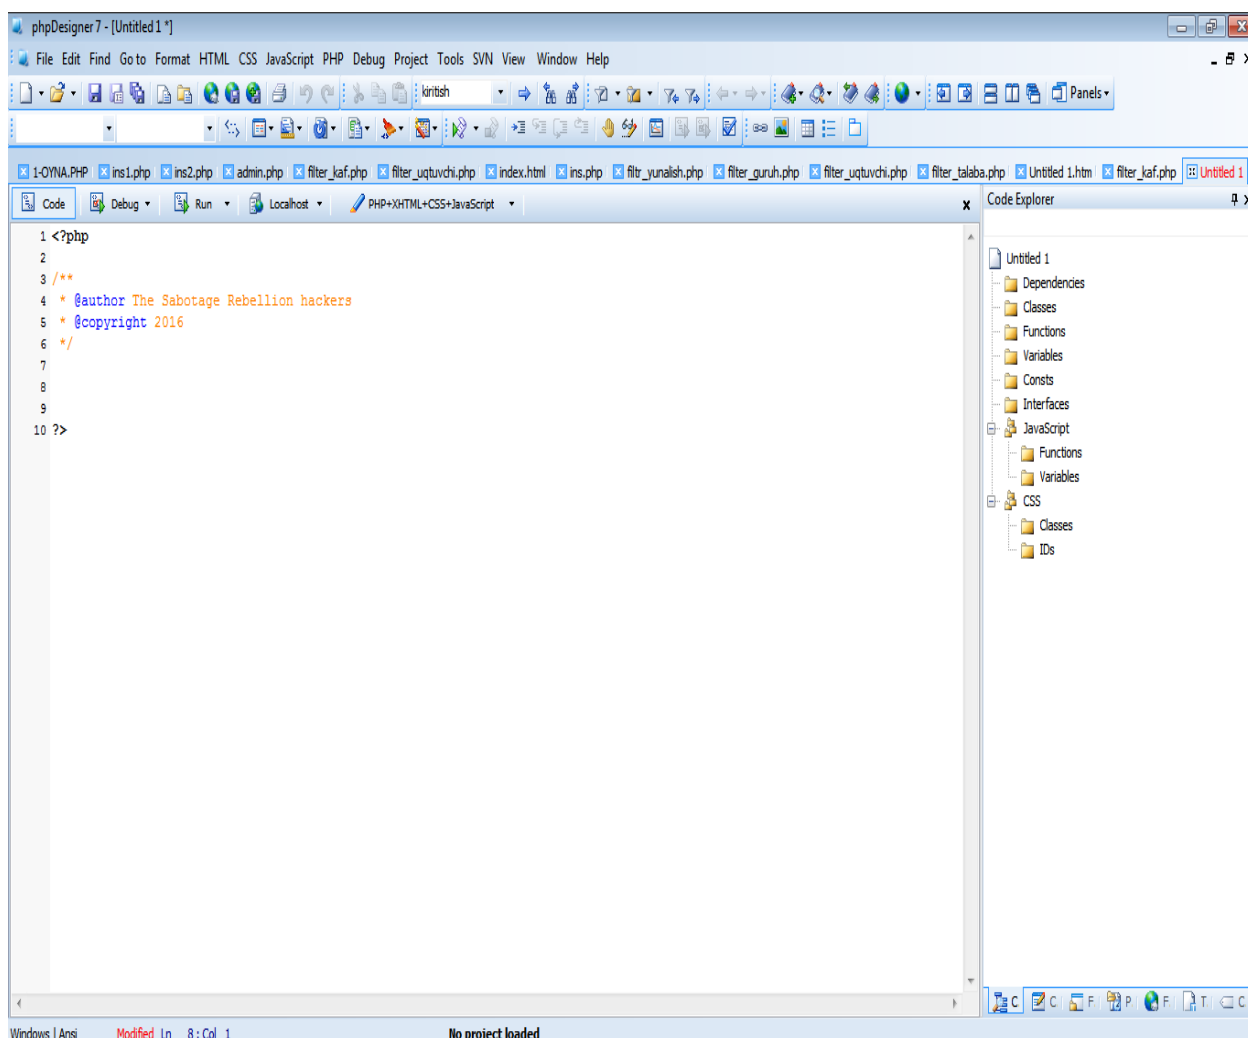 phpDesigner 7 - [Untitled 1 *]
File Edit Find Go to Format HTML CSS JavaScript PHP Debug Project Tools SVN View Window Help
kiritish
Panels
1-OYNA.PHP ins1.php ins2.php admin.php filter_kaf.php filter_uqtuvchi.php index.html ins.php filtr_yunalish.php filter_guruh.php filter_uqtuvchi.php filter_talaba.php Untitled 1.htm filter_kaf.php Untitled 1
Code Debug Run Localhost PHP+XHTML+CSS+JavaScript
Code Explorer
1 <?php
2
3 /**
4 * @author The Sabotage Rebellion hackers
5 * @copyright 2016
6 */
7
8
9
10 ?>
Untitled 1
Dependencies
Classes
Functions
Variables
Consts
Interfaces
JavaScript
Functions
Variables
CSS
Classes
IDs
C C F P F T C
Windows | Ansi Modified Ln 8 : Col 1 No project loaded